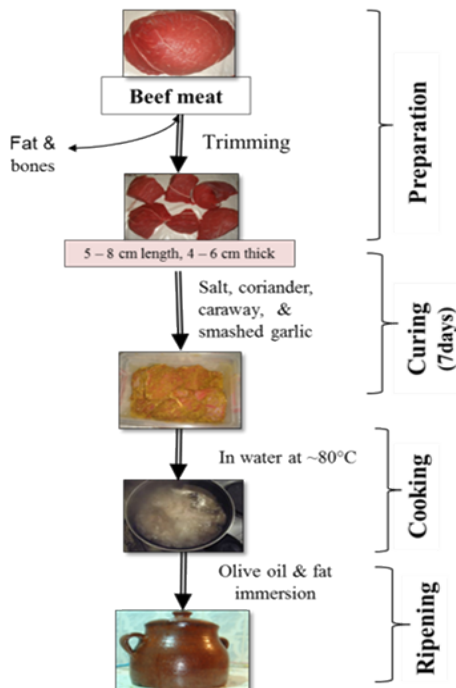 Beef meat
Fat &
bones
Trimming
5 – 8 cm length, 4 – 6 cm thick
Preparation
Salt, coriander,
caraway, &
smashed garlic
Curing
(7days)
In water at ~80°C
Cooking
Olive oil & fat
immersion
Ripening